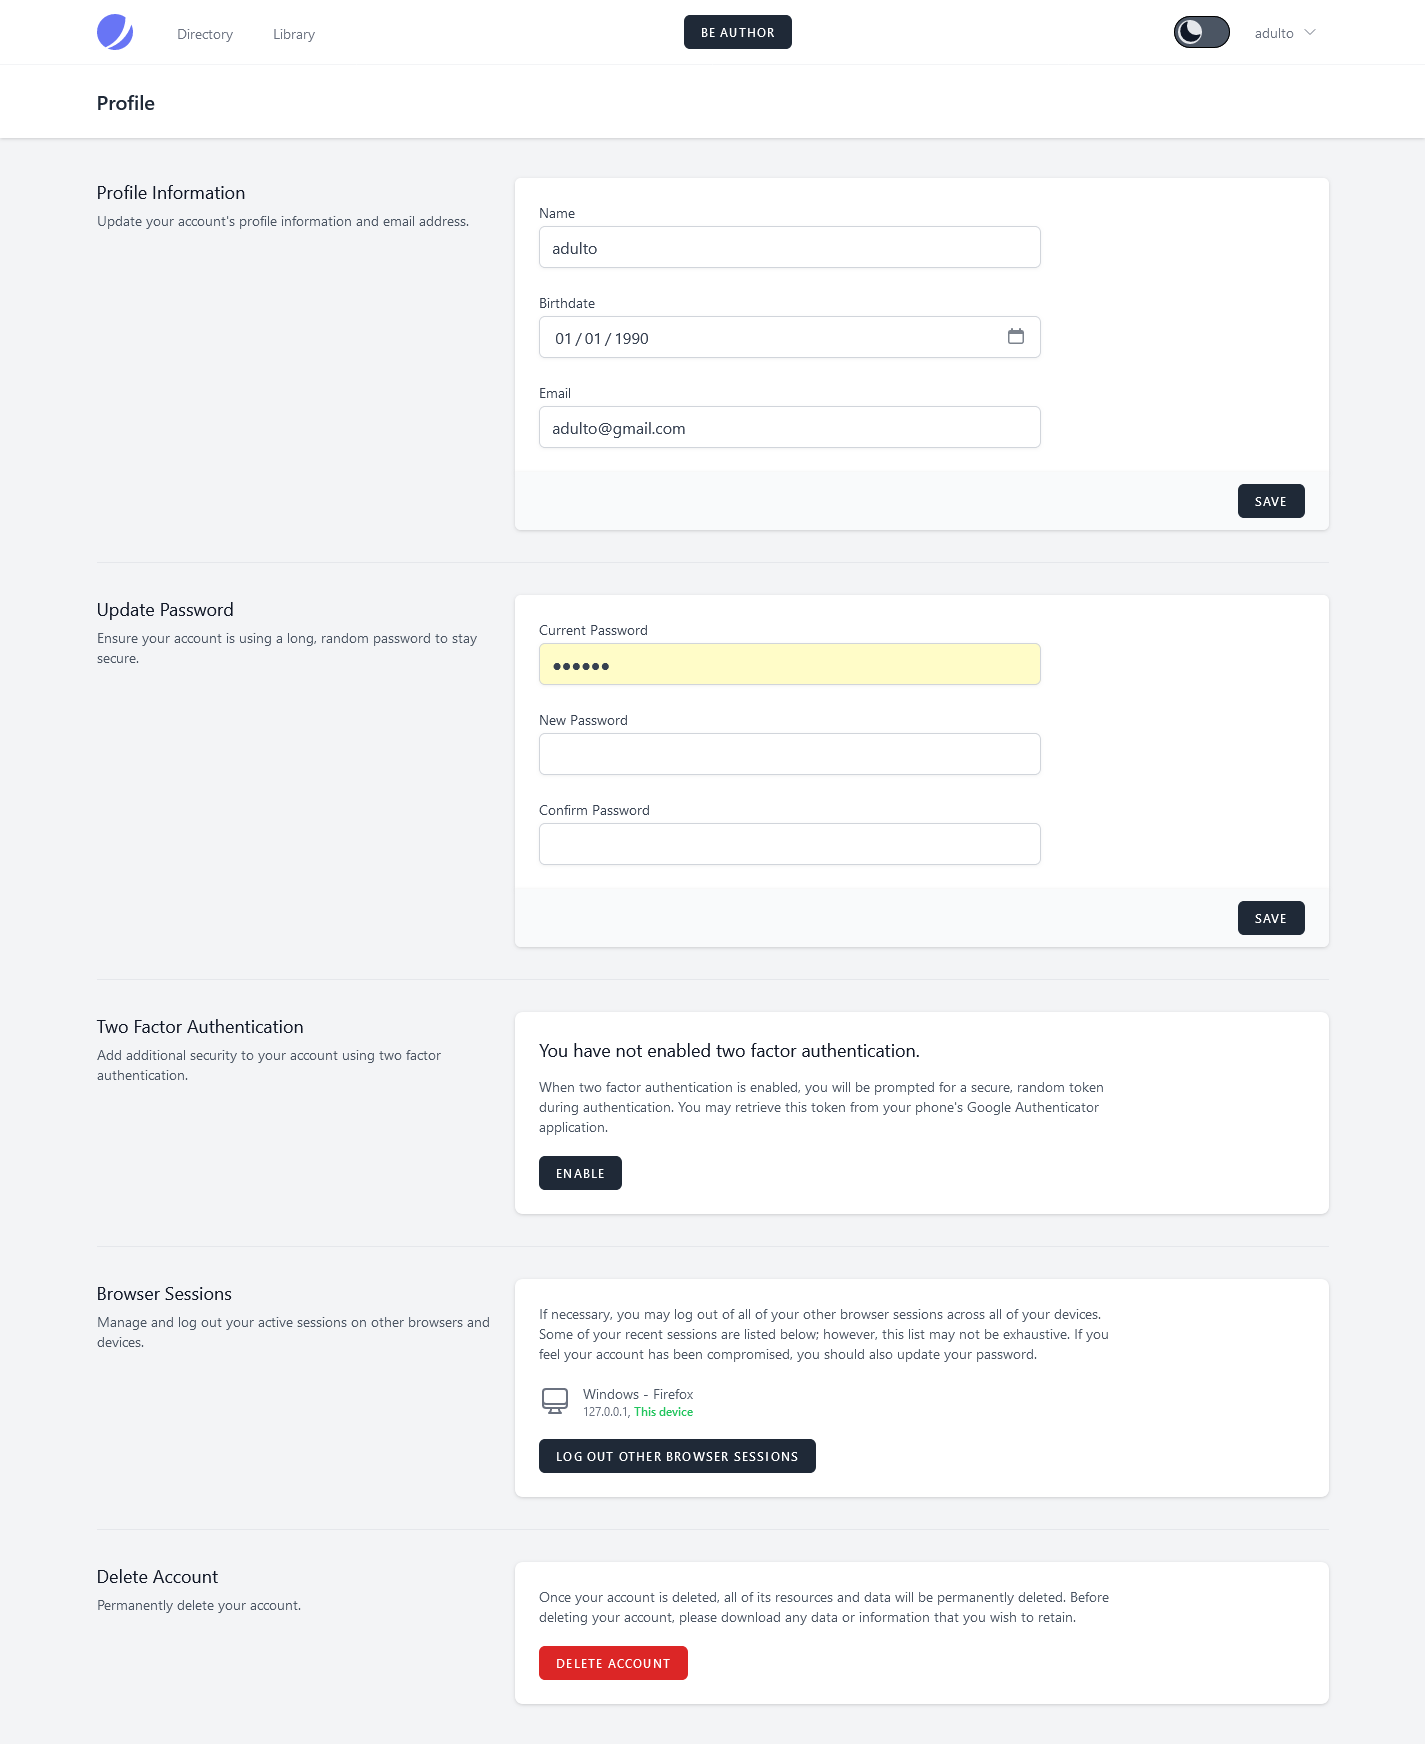 Directory
Library
BE AUTHOR
adulto
Profile
Profile Information
Update your account's profile information and email address.
Name
adulto
Birthdate
01 / 01 / 1990
Email
adulto@gmail.com
SAVE
Update Password
Ensure your account is using a long, random password to stay
secure.
Current Password
●●●●●●
New Password
Confirm Password
SAVE
Two Factor Authentication
Add additional security to your account using two factor
authentication.
You have not enabled two factor authentication.
When two factor authentication is enabled, you will be prompted for a secure, random token
during authentication. You may retrieve this token from your phone's Google Authenticator
application.
ENABLE
Browser Sessions
Manage and log out your active sessions on other browsers and
devices.
If necessary, you may log out of all of your other browser sessions across all of your devices.
Some of your recent sessions are listed below; however, this list may not be exhaustive. If you
feel your account has been compromised, you should also update your password.
Windows - Firefox
127.0.0.1, This device
LOG OUT OTHER BROWSER SESSIONS
Delete Account
Permanently delete your account.
Once your account is deleted, all of its resources and data will be permanently deleted. Before
deleting your account, please download any data or information that you wish to retain.
DELETE ACCOUNT